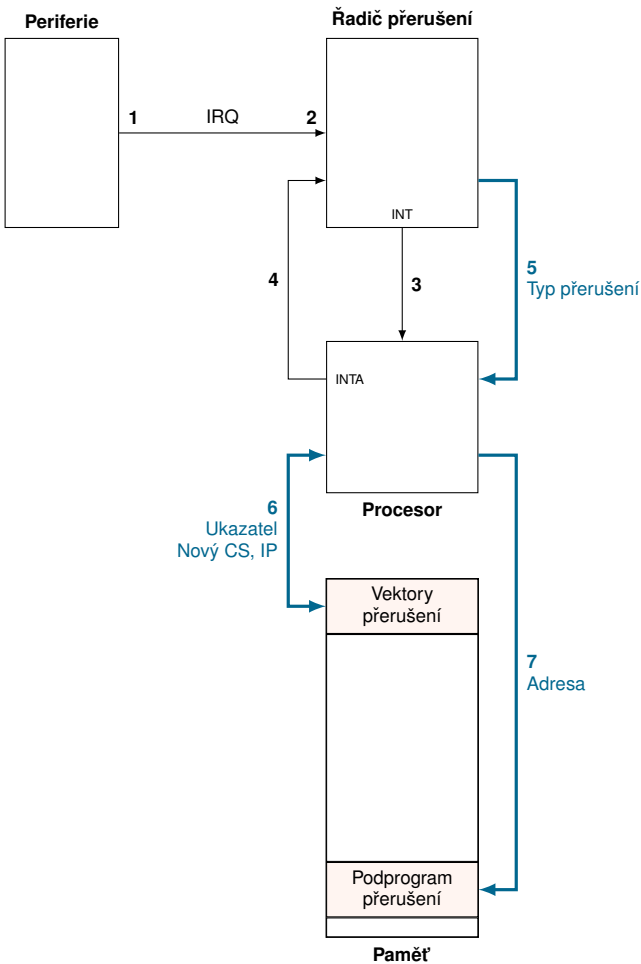 Periferie
Řadič přerušení
1
IRQ
2
INT
4
3
5
Typ přerušení
INTA
6
Ukazatel
Nový CS, IP
Procesor
Vektory
přerušení
7
Adresa
Podprogram
přerušení
Paměť